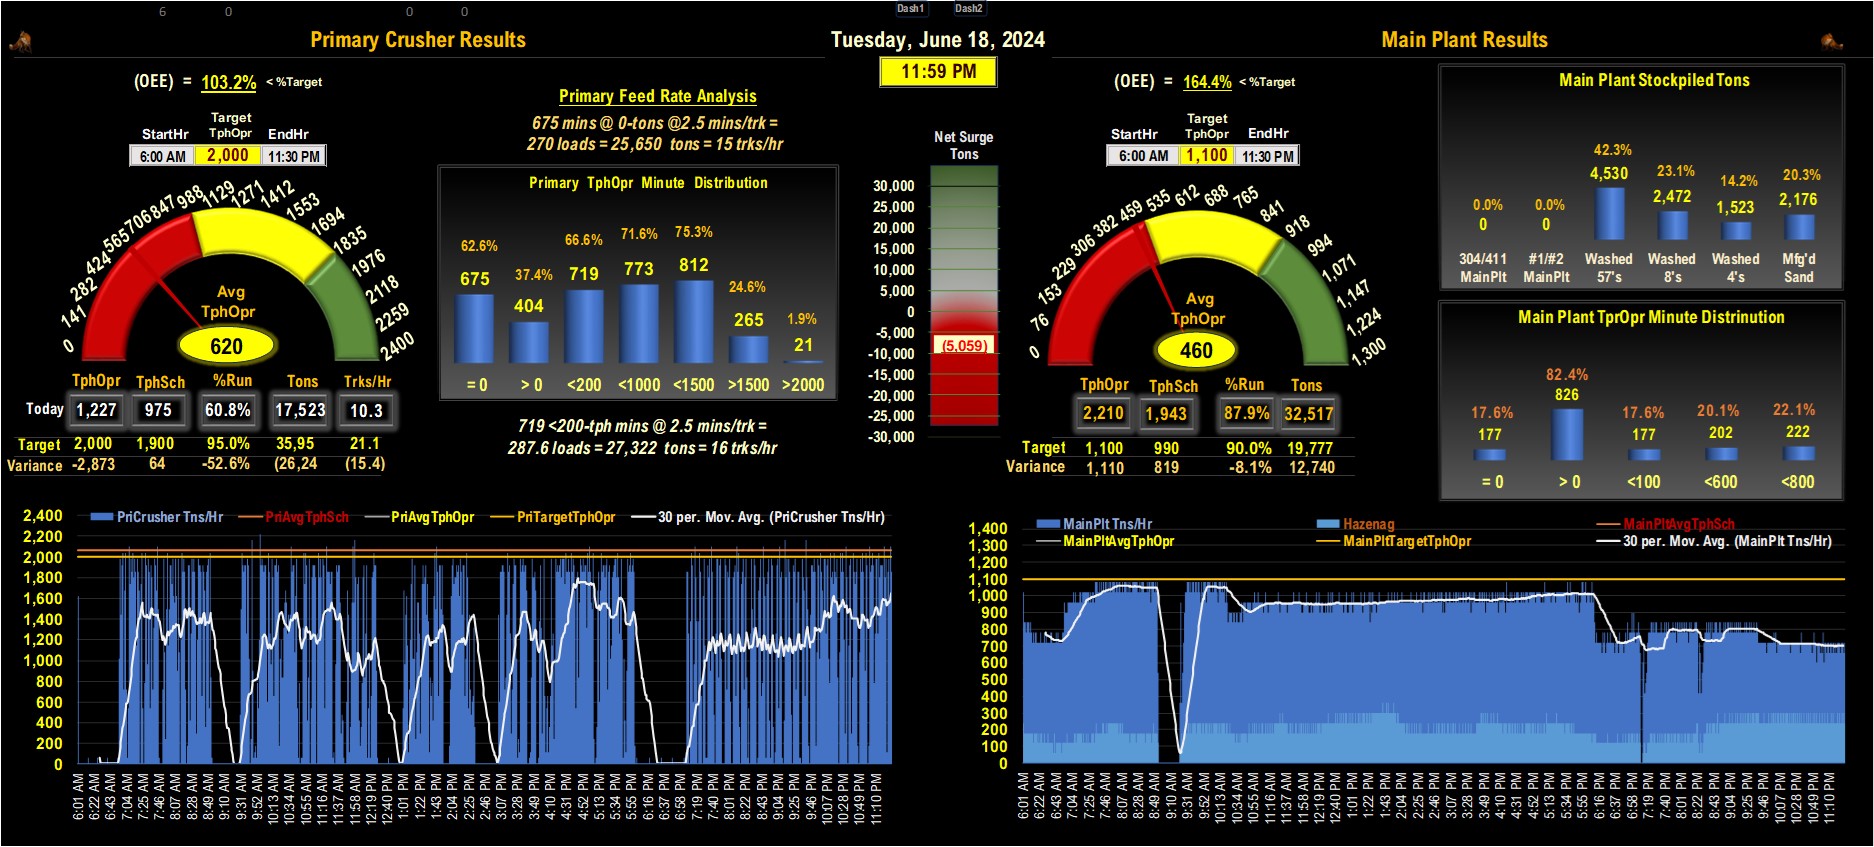 6 0 0 0 Dash1 Dash2
Primary Crusher Results
Tuesday, June 18, 2024
Main Plant Results
11:59 PM
(OEE) = 103.2% < %Target
Target
StartHr TphOpr EndHr
6:00 AM 2,000 11:30 PM
0 141 282 424 565 706 847 988 1129 1271 1412 1553 1694 1835 1976 2118 2259 2400
Avg
TphOpr
620
TphOpr TphSch %Run Tons Trks/Hr
Today 1,227 975 60.8% 17,523 10.3
Target 2,000 1,900 95.0% 35,95 21.1
Variance -2,873 64 -52.6% (26,24 (15.4)
Primary Feed Rate Analysis
675 mins @ 0-tons @2.5 mins/trk =
270 loads = 25,650 tons = 15 trks/hr
Primary TphOpr Minute Distribution
62.6% 37.4% 66.6% 71.6% 75.3% 24.6% 1.9%
675 404 719 773 812 265 21
= 0 > 0 <200 <1000 <1500 >1500 >2000
719 <200-tph mins @ 2.5 mins/trk =
287.6 loads = 27,322 tons = 16 trks/hr
Net Surge
Tons
30,000
25,000
20,000
15,000
10,000
5,000
0
-5,000
(5,059)
-10,000
-15,000
-20,000
-25,000
-30,000
(OEE) = 164.4% < %Target
Target
StartHr TphOpr EndHr
6:00 AM 1,100 11:30 PM
0 76 153 229 306 382 459 535 612 688 765 841 918 994 1,071 1,147 1,224 1,300
Avg
TphOpr
460
TphOpr TphSch %Run Tons
2,210 1,943 87.9% 32,517
Target 1,100 990 90.0% 19,777
Variance 1,110 819 -8.1% 12,740
Main Plant Stockpiled Tons
0.0% 0.0% 42.3% 23.1% 14.2% 20.3%
0 0 4,530 2,472 1,523 2,176
304/411 #1/#2 Washed Washed Washed Mfg'd
MainPlt MainPlt 57's 8's 4's Sand
Main Plant TprOpr Minute Distrinution
17.6% 82.4% 17.6% 20.1% 22.1%
177 826 177 202 222
= 0 > 0 <100 <600 <800
PriCrusher Tns/Hr PriAvgTphSch PriAvgTphOpr PriTargetTphOpr 30 per. Mov. Avg. (PriCrusher Tns/Hr)
2,400
2,200
2,000
1,800
1,600
1,400
1,200
1,000
800
600
400
200
0
6:01 AM 6:22 AM 6:43 AM 7:04 AM 7:25 AM 7:46 AM 8:07 AM 8:28 AM 8:49 AM 9:10 AM 9:31 AM 9:52 AM 10:13 AM 10:34 AM 10:55 AM 11:16 AM 11:37 AM 11:58 AM 12:19 PM 12:40 PM 1:01 PM 1:22 PM 1:43 PM 2:04 PM 2:25 PM 2:46 PM 3:07 PM 3:28 PM 3:49 PM 4:10 PM 4:31 PM 4:52 PM 5:13 PM 5:34 PM 5:55 PM 6:16 PM 6:37 PM 6:58 PM 7:19 PM 7:40 PM 8:01 PM 8:22 PM 8:43 PM 9:04 PM 9:25 PM 9:46 PM 10:07 PM 10:28 PM 10:49 PM 11:10 PM
MainPlt Tns/Hr Hazenag MainPltAvgTphSch
MainPltAvgTphOpr MainPltTargetTphOpr 30 per. Mov. Avg. (MainPlt Tns/Hr)
1,400
1,300
1,200
1,100
1,000
900
800
700
600
500
400
300
200
100
0
6:01 AM 6:22 AM 6:43 AM 7:04 AM 7:25 AM 7:46 AM 8:07 AM 8:28 AM 8:49 AM 9:10 AM 9:31 AM 9:52 AM 10:13 AM 10:34 AM 10:55 AM 11:16 AM 11:37 AM 11:58 AM 12:19 PM 12:40 PM 1:01 PM 1:22 PM 1:43 PM 2:04 PM 2:25 PM 2:46 PM 3:07 PM 3:28 PM 3:49 PM 4:10 PM 4:31 PM 4:52 PM 5:13 PM 5:34 PM 5:55 PM 6:16 PM 6:37 PM 6:58 PM 7:19 PM 7:40 PM 8:01 PM 8:22 PM 8:43 PM 9:04 PM 9:25 PM 9:46 PM 10:07 PM 10:28 PM 10:49 PM 11:10 PM